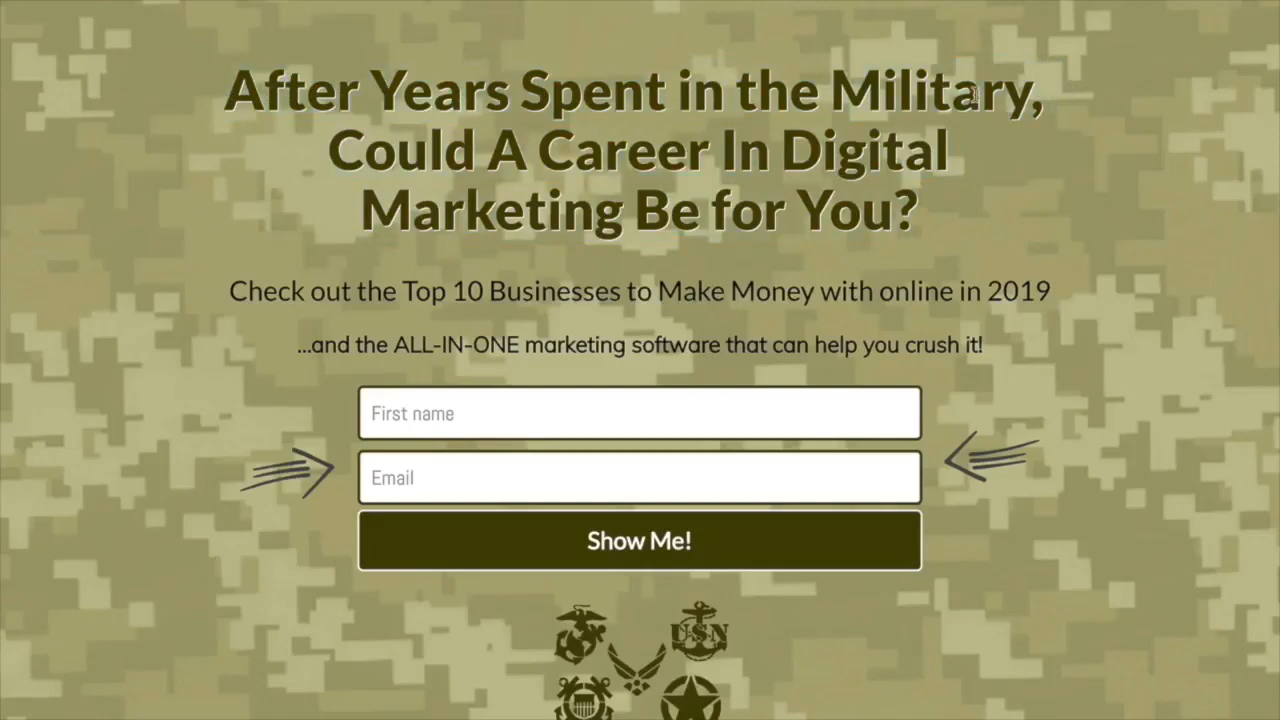 After Years Spent in the Military,
Could A Career In Digital
Marketing Be for You?
Check out the Top 10 Businesses to Make Money with online in 2019
...and the ALL-IN-ONE marketing software that can help you crush it!
First name
Email
Show Me!
USN